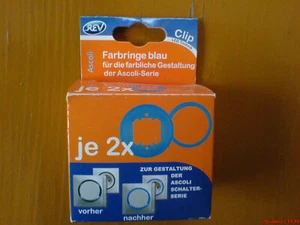 REV
Clip
Ascoli
Farbringe blau
für die farbliche Gestaltung
der Ascoli-Serie
je 2x
ZUR GESTALTUNG
DER
ASCOLI
SCHALTER-
SERIE
vorher
nachher